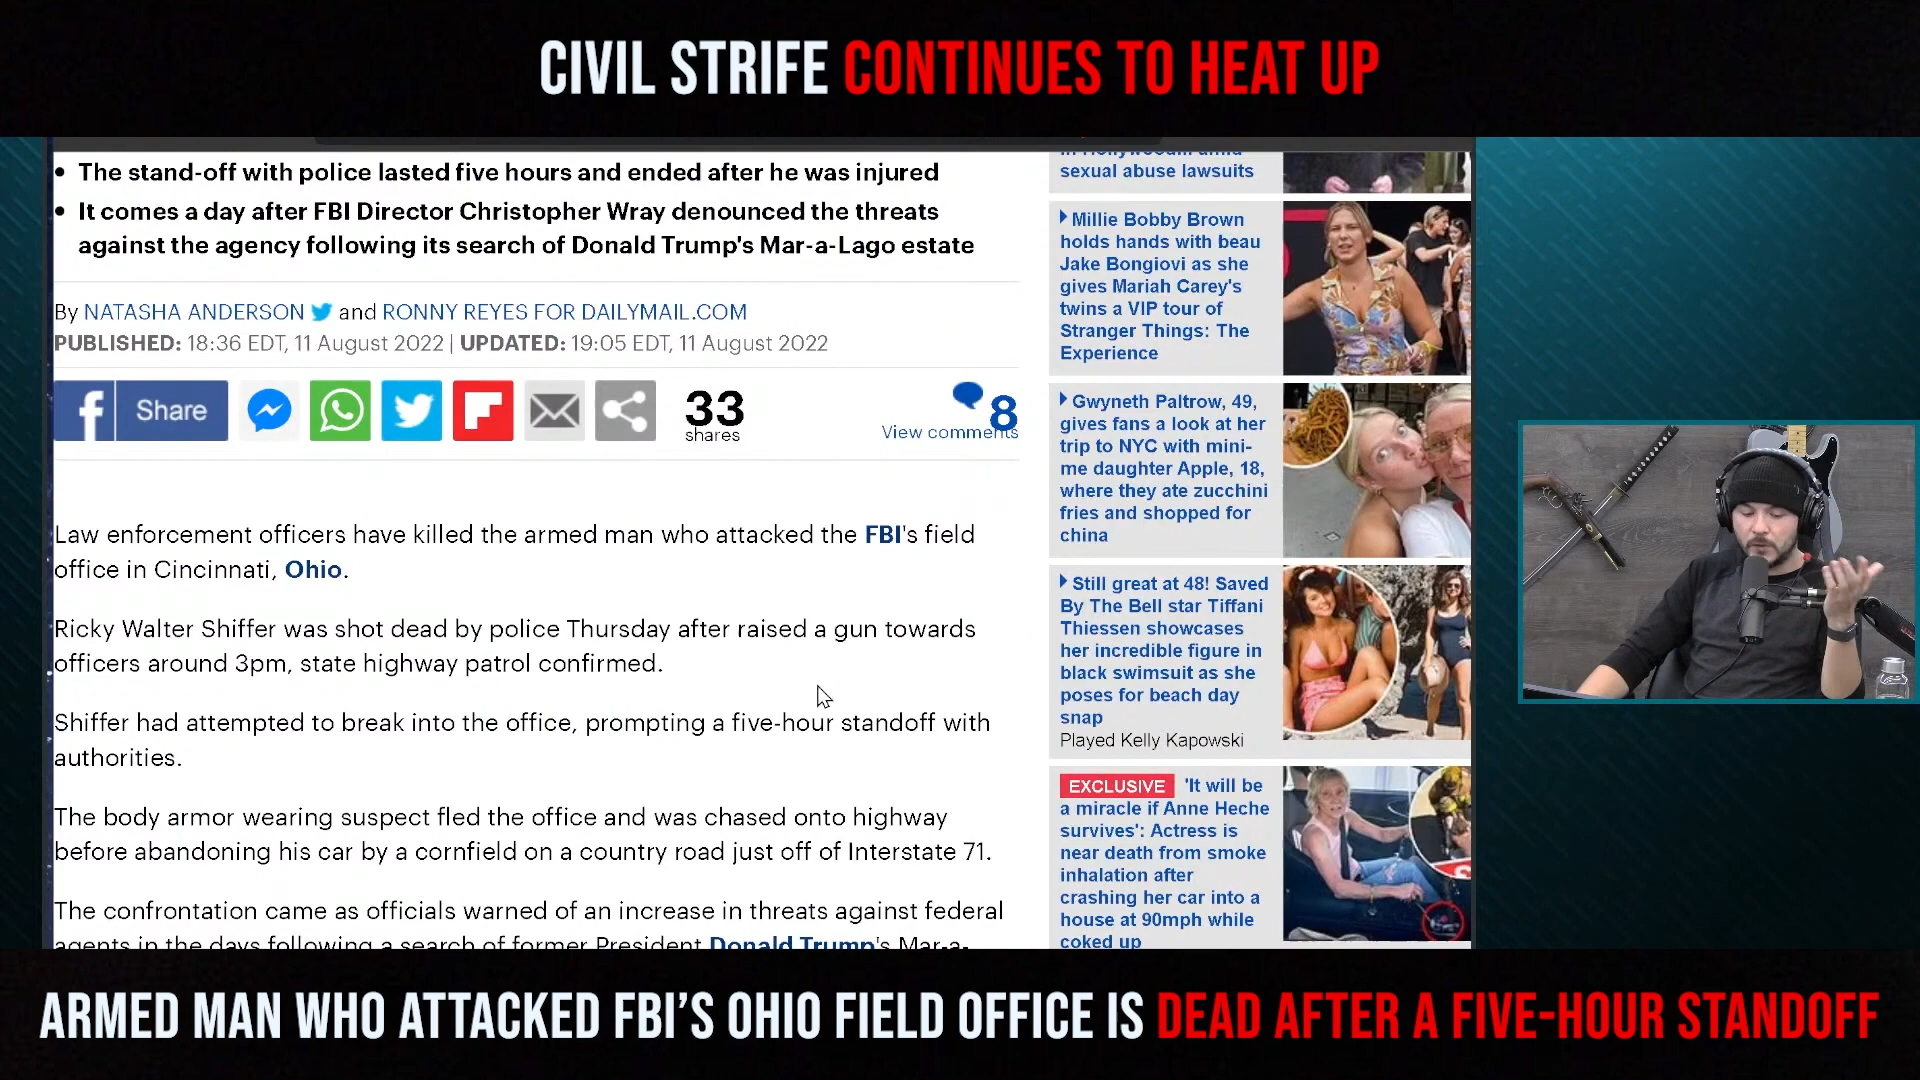 CIVIL STRIFE CONTINUES TO HEAT UP
• The stand-off with police lasted five hours and ended after he was injured
• It comes a day after FBI Director Christopher Wray denounced the threats
against the agency following its search of Donald Trump's Mar-a-Lago estate
By NATASHA ANDERSON and RONNY REYES FOR DAILYMAIL.COM
PUBLISHED: 18:36 EDT, 11 August 2022 | UPDATED: 19:05 EDT, 11 August 2022
Share
33
shares
8
View comments
Law enforcement officers have killed the armed man who attacked the FBI's field
office in Cincinnati, Ohio.
Ricky Walter Shiffer was shot dead by police Thursday after raised a gun towards
officers around 3pm, state highway patrol confirmed.
Shiffer had attempted to break into the office, prompting a five-hour standoff with
authorities.
The body armor wearing suspect fled the office and was chased onto highway
before abandoning his car by a cornfield on a country road just off of Interstate 71.
The confrontation came as officials warned of an increase in threats against federal
agents in the days following a search of former President Donald Trump's Mar-a-
sexual abuse lawsuits
Millie Bobby Brown
holds hands with beau
Jake Bongiovi as she
gives Mariah Carey's
twins a VIP tour of
Stranger Things: The
Experience
Gwyneth Paltrow, 49,
gives fans a look at her
trip to NYC with mini-
me daughter Apple, 18,
where they ate zucchini
fries and shopped for
china
Still great at 48! Saved
By The Bell star Tiffani
Thiessen showcases
her incredible figure in
black swimsuit as she
poses for beach day
snap
Played Kelly Kapowski
EXCLUSIVE 'It will be
a miracle if Anne Heche
survives': Actress is
near death from smoke
inhalation after
crashing her car into a
house at 90mph while
coked up
ARMED MAN WHO ATTACKED FBI'S OHIO FIELD OFFICE IS DEAD AFTER A FIVE-HOUR STANDOFF